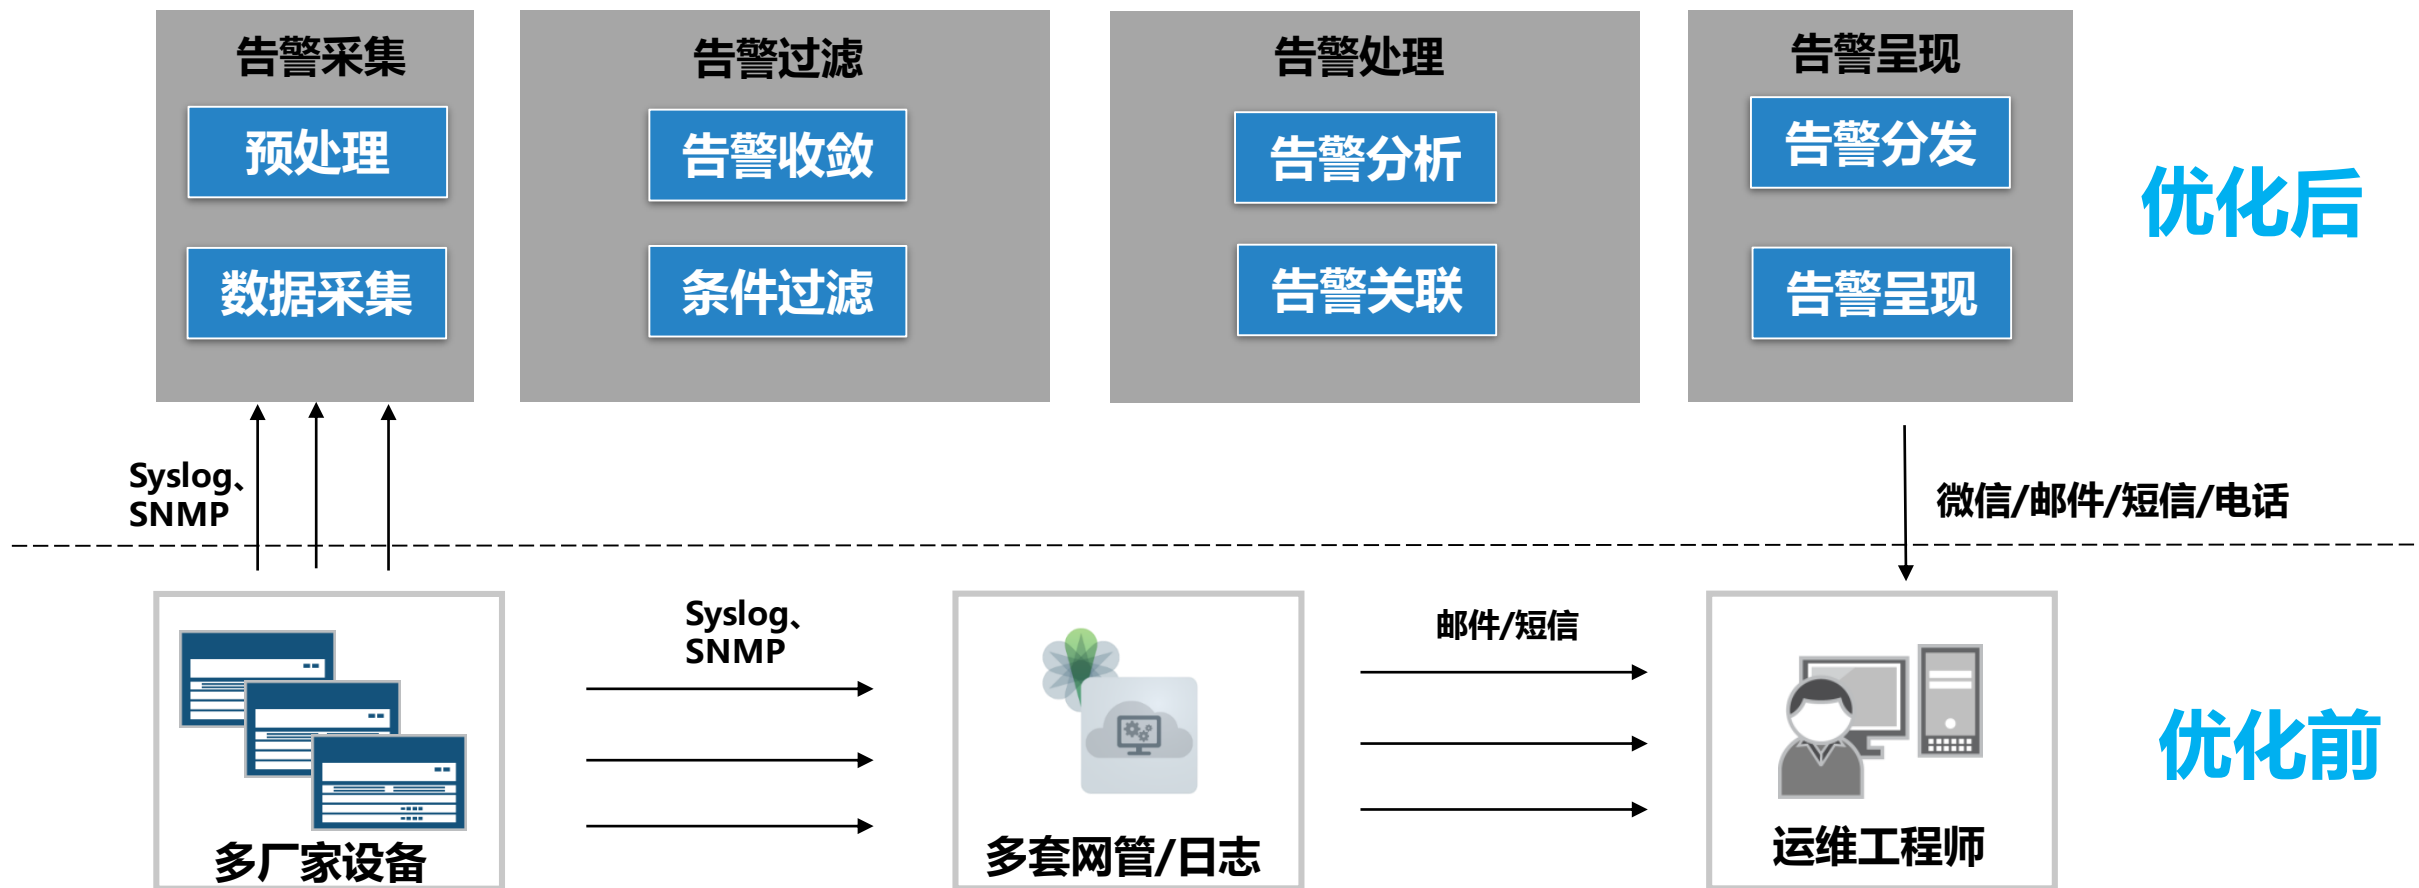 告警采集
预处理
数据采集
告警过滤
告警收敛
条件过滤
告警处理
告警分析
告警关联
告警呈现
告警分发
告警呈现
优化后
Syslog、
SNMP
微信/邮件/短信/电话
多厂家设备
Syslog、
SNMP
多套网管/日志
邮件/短信
运维工程师
优化前